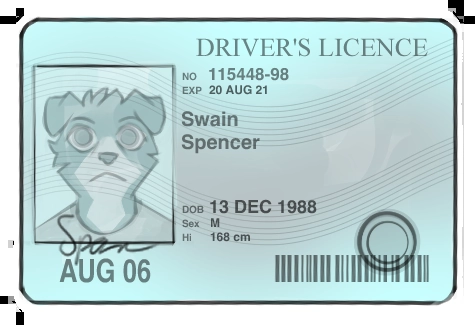 DRIVER'S LICENCE
NO 115448-98
EXP 20 AUG 21
Swain
Spencer
DOB 13 DEC 1988
Sex M
Hi 168 cm
AUG 06